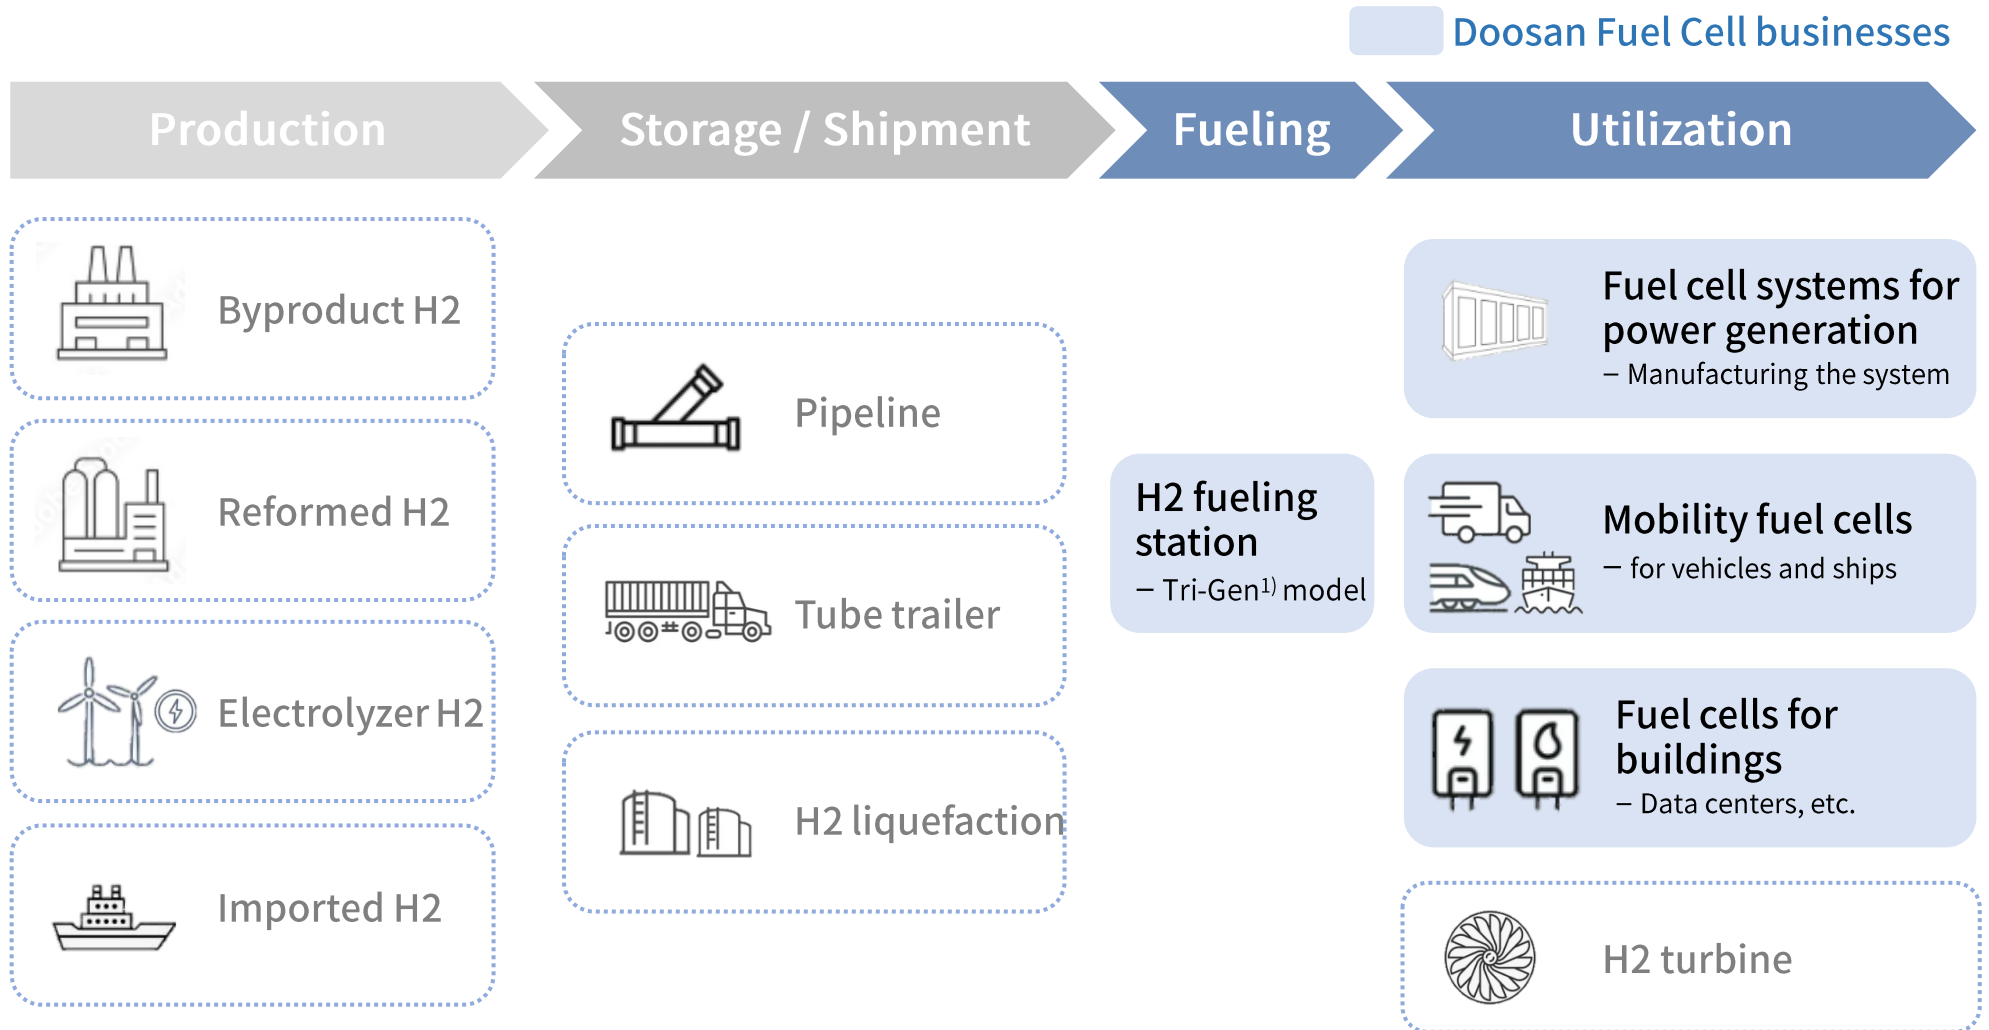 Doosan Fuel Cell businesses
Production
Storage / Shipment
Fueling
Utilization
Byproduct H2
Reformed H2
Electrolyzer H2
Imported H2
Pipeline
Tube trailer
H2 liquefaction
H2 fueling
station
– Tri-Gen1) model
Fuel cell systems for
power generation
– Manufacturing the system
Mobility fuel cells
– for vehicles and ships
Fuel cells for
buildings
– Data centers, etc.
H2 turbine